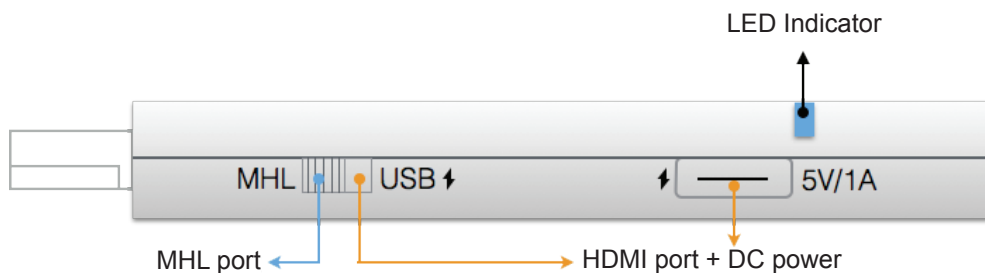 LED Indicator
MHL USB 5V/1A
MHL port HDMI port + DC power